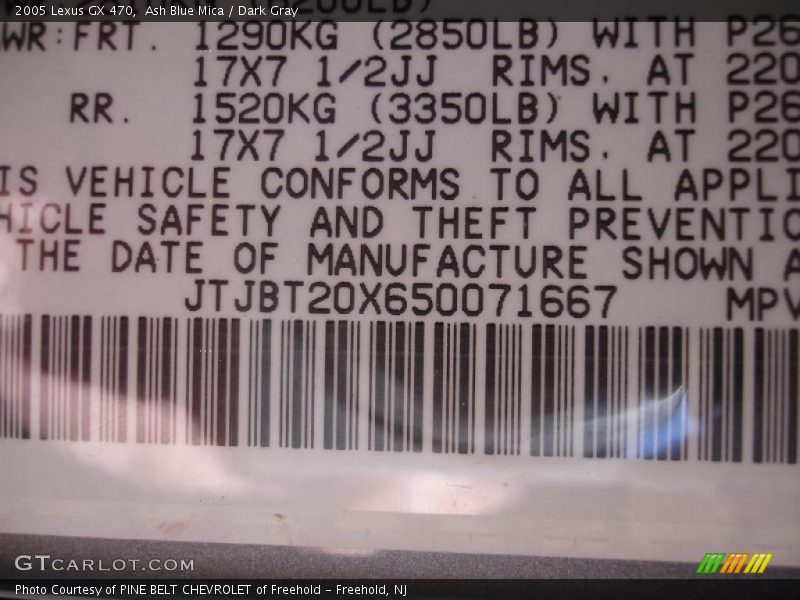 2005 Lexus GX 470, Ash Blue Mica / Dark Gray
WR:FRT. 1290KG (2850LB) WITH P26
17X7 1/2JJ RIMS. AT 220
RR. 1520KG (3350LB) WITH P26
17X7 1/2JJ RIMS. AT 220
IS VEHICLE CONFORMS TO ALL APPLI
HICLE SAFETY AND THEFT PREVENTIO
THE DATE OF MANUFACTURE SHOWN A
JTJBT20X650071667 MPV
GTCARLOT.COM
Photo Courtesy of PINE BELT CHEVROLET of Freehold - Freehold, NJ